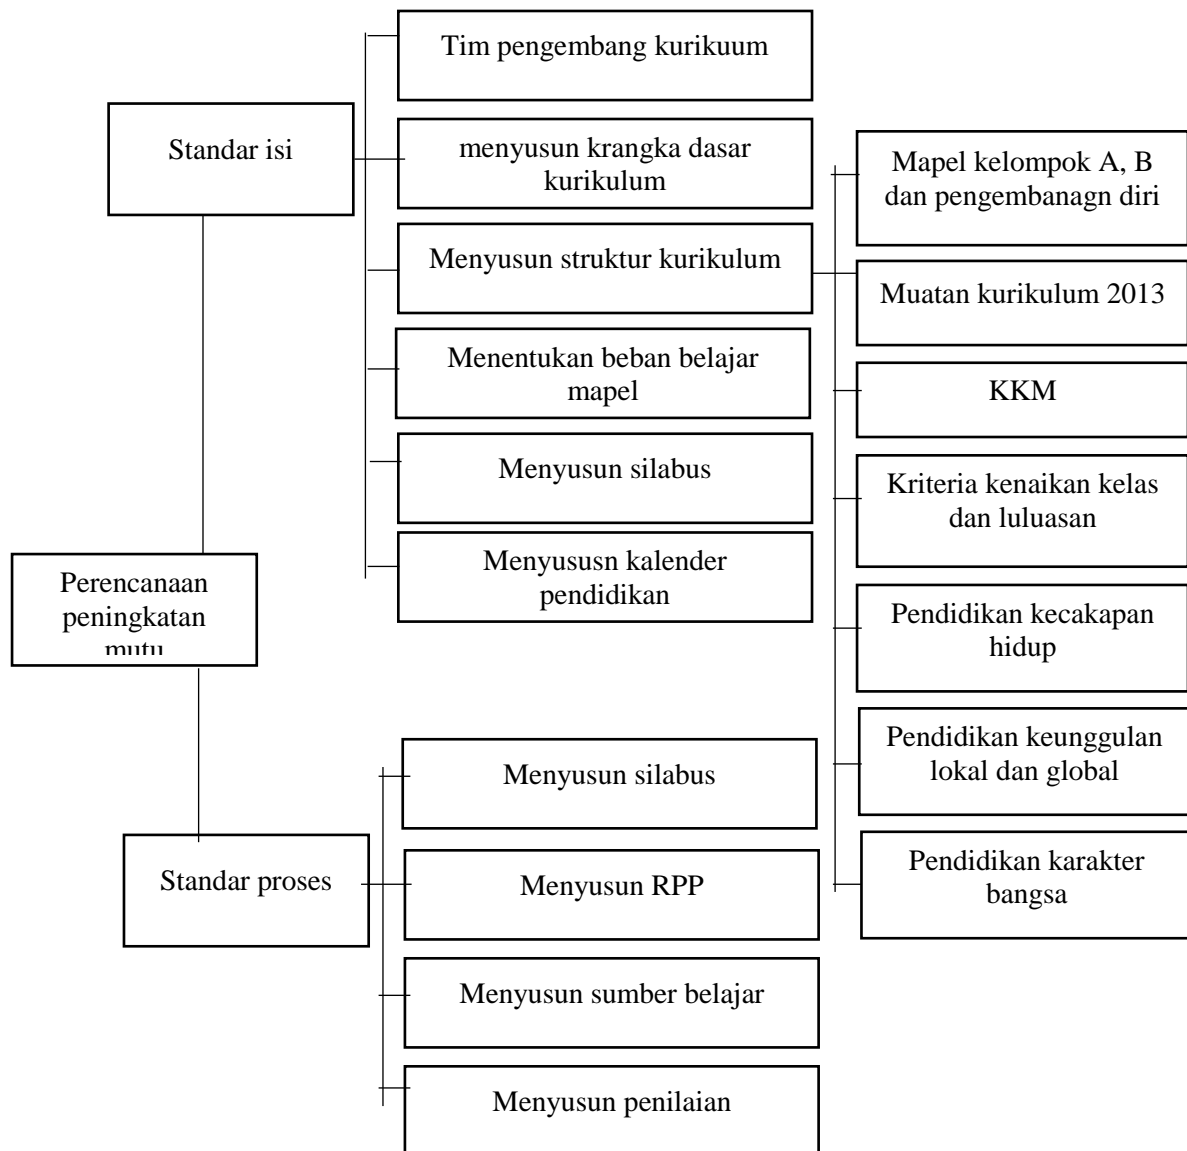 Tim pengembang kurikuum
Standar isi
menyusun krangka dasar
kurikulum
Menyusun struktur kurikulum
Menentukan beban belajar
mapel
Menyusun silabus
Menyususn kalender
pendidikan
Mapel kelompok A, B
dan pengembanagn diri
Muatan kurikulum 2013
KKM
Kriteria kenaikan kelas
dan luluasan
Pendidikan kecakapan
hidup
Pendidikan keunggulan
lokal dan global
Pendidikan karakter
bangsa
Perencanaan
peningkatan
mutu
Standar proses
Menyusun silabus
Menyusun RPP
Menyusun sumber belajar
Menyusun penilaian